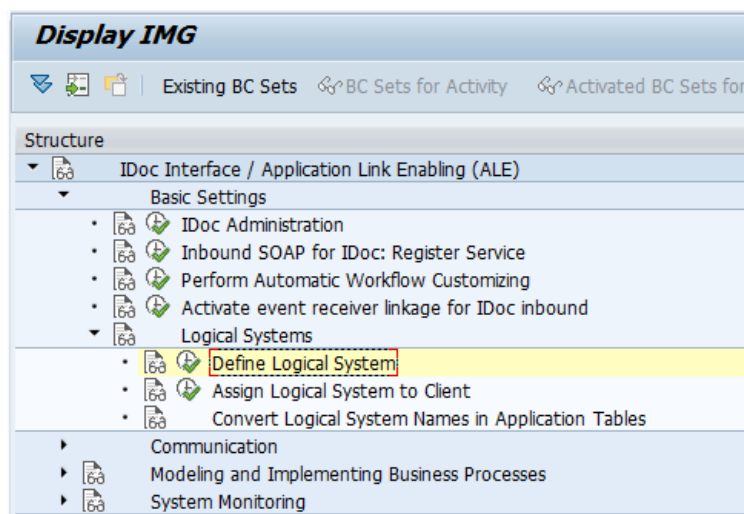 Display IMG
Existing BC Sets BC Sets for Activity Activated BC Sets for
Structure
IDoc Interface / Application Link Enabling (ALE)
Basic Settings
IDoc Administration
Inbound SOAP for IDoc: Register Service
Perform Automatic Workflow Customizing
Activate event receiver linkage for IDoc inbound
Logical Systems
Define Logical System
Assign Logical System to Client
Convert Logical System Names in Application Tables
Communication
Modeling and Implementing Business Processes
System Monitoring